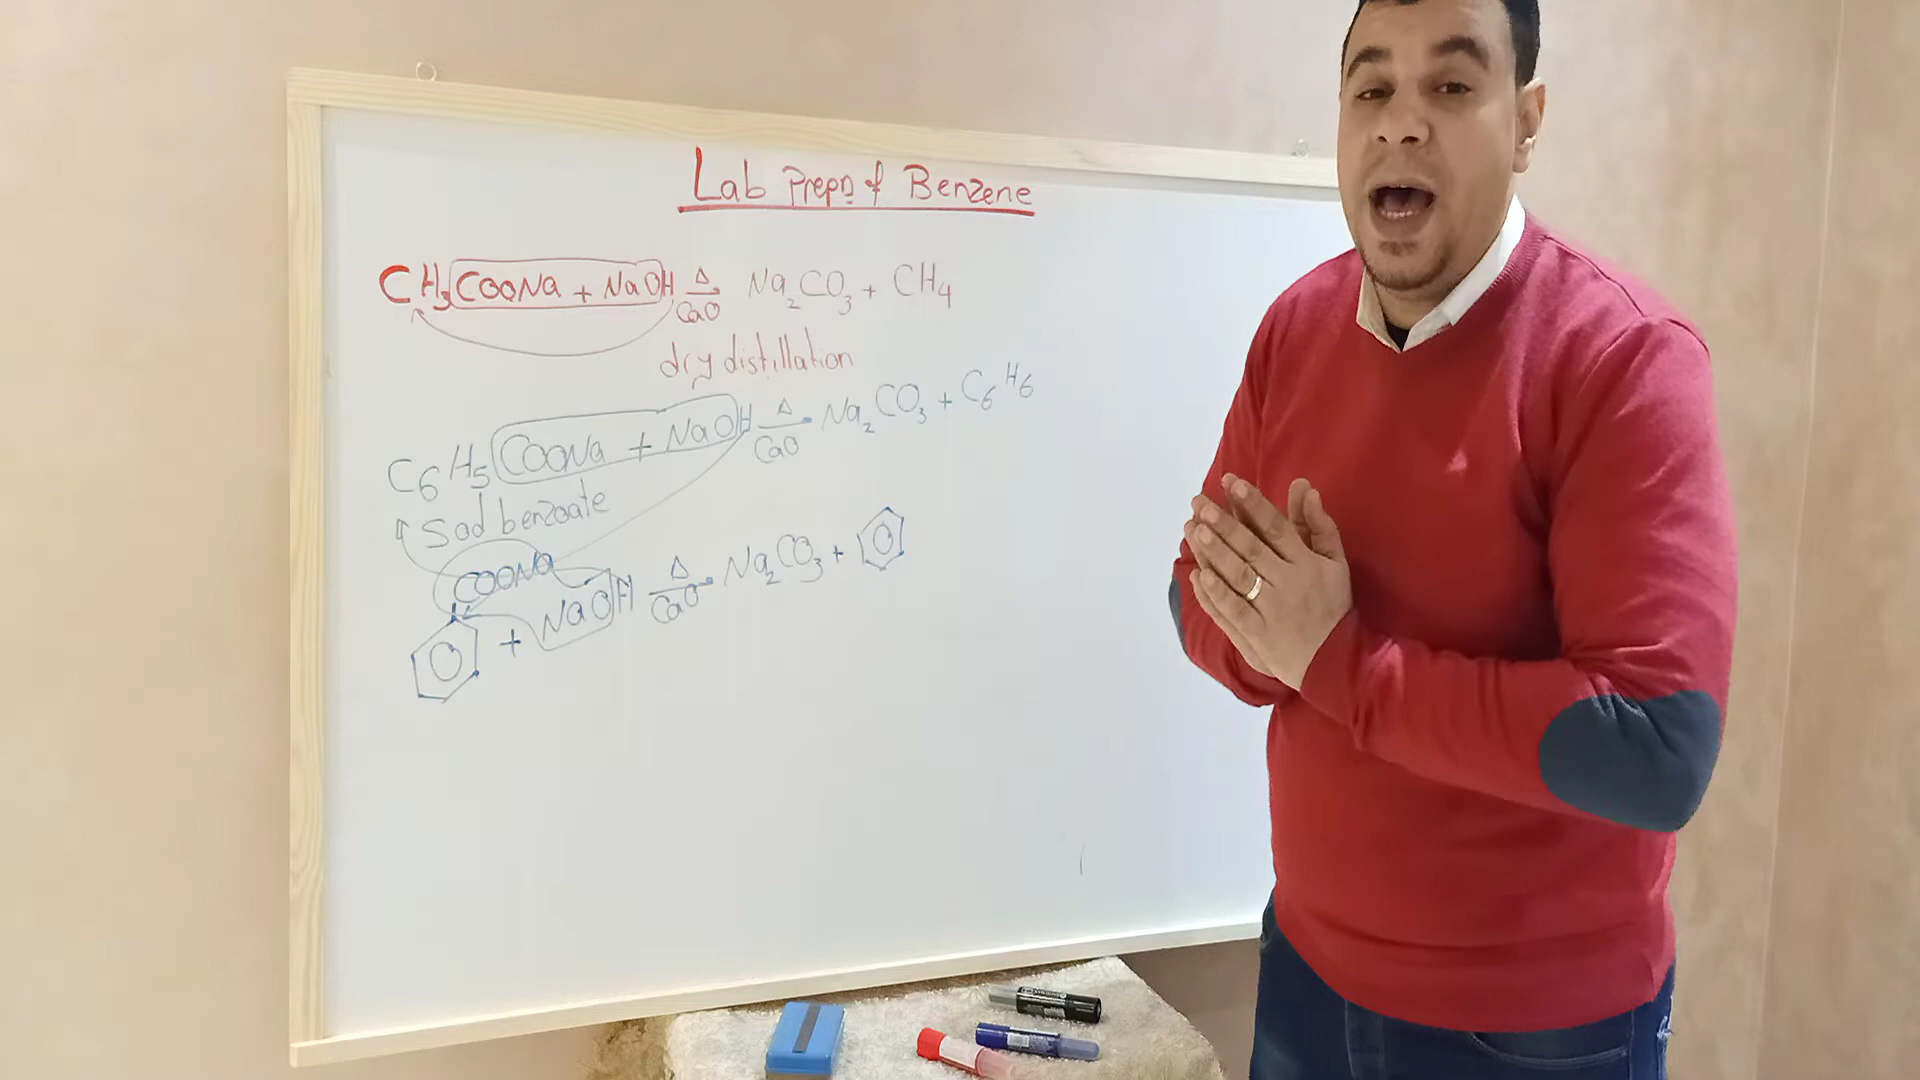 Lab Prepn of Benzene
CH₃COONa + NaOH Δ CaO Na₂CO₃ + CH₄
dry distillation
C₆H₅COONa + NaOH Δ CaO Na₂CO₃ + C₆H₆
Sod benzoate
COONa
+ NaOH Δ CaO Na₂CO₃ +